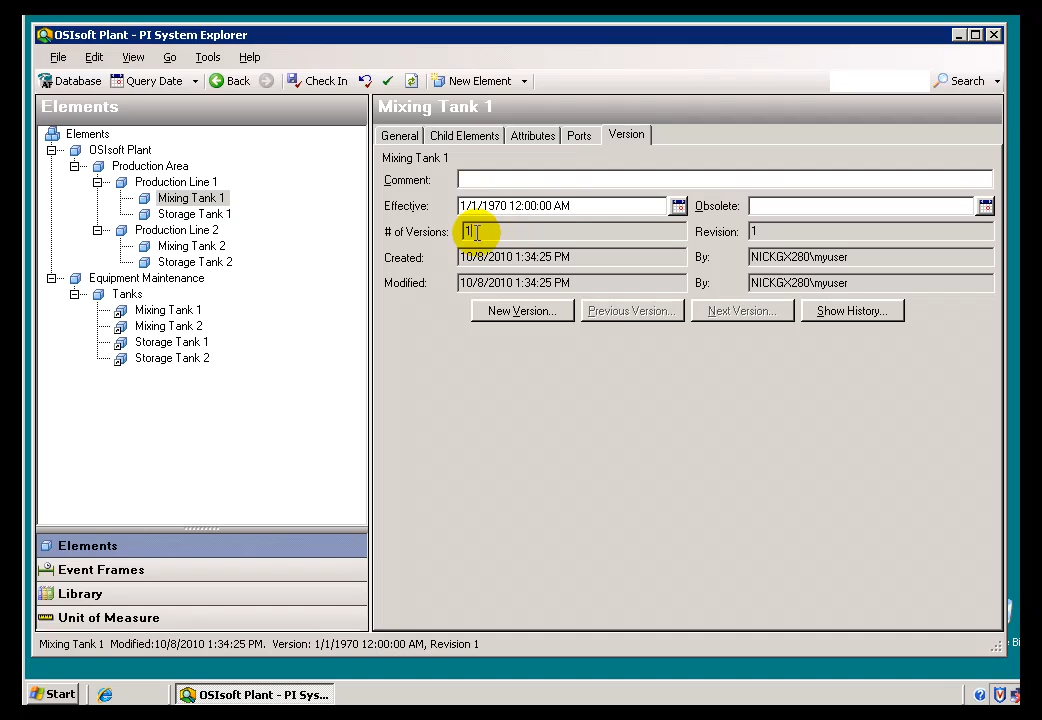 OSIsoft Plant - PI System Explorer
File Edit View Go Tools Help
Database Query Date Back Check In New Element Search
Elements
Mixing Tank 1
Elements
OSIsoft Plant
Production Area
Production Line 1
Mixing Tank 1
Storage Tank 1
Production Line 2
Mixing Tank 2
Storage Tank 2
Equipment Maintenance
Tanks
Mixing Tank 1
Mixing Tank 2
Storage Tank 1
Storage Tank 2
General Child Elements Attributes Ports Version
Mixing Tank 1
Comment:
Effective: 1/1/1970 12:00:00 AM Obsolete:
# of Versions: 1 Revision: 1
Created: 10/8/2010 1:34:25 PM By: NICKGX280\myuser
Modified: 10/8/2010 1:34:25 PM By: NICKGX280\myuser
New Version... Previous Version... Next Version... Show History...
Elements
Event Frames
Library
Unit of Measure
Mixing Tank 1 Modified:10/8/2010 1:34:25 PM. Version: 1/1/1970 12:00:00 AM, Revision 1
Start OSIsoft Plant - PI Sys...